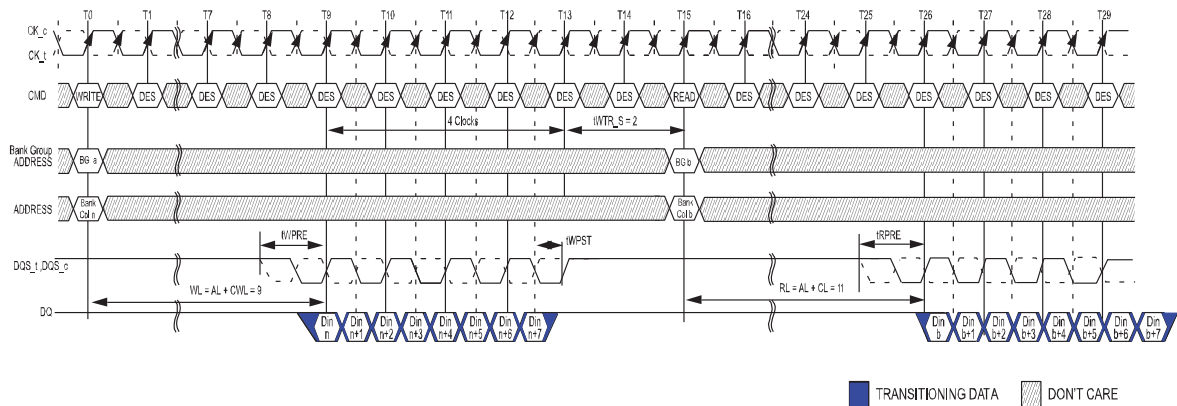 T0 T1 T7 T8 T9 T10 T11 T12 T13 T14 T15 T16 T24 T25 T26 T27 T28 T29
CK_c
CK_t
CMD WRITE DES DES DES DES DES DES DES DES DES READ DES DES DES DES DES DES DES
4 Clocks tWTR_S = 2
Bank Group
ADDRESS BG a BG b
ADDRESS Bank Col n Bank Col b
tWPRE tWPST tRPRE
DQS_t ,DQS_c
WL = AL + CWL = 9 RL = AL + CL = 11
DQ Din n Din n+1 Din n+2 Din n+3 Din n+4 Din n+5 Din n+6 Din n+7 Din b Din b+1 Din b+2 Din b+3 Din b+4 Din b+5 Din b+6 Din b+7
TRANSITIONING DATA DON'T CARE